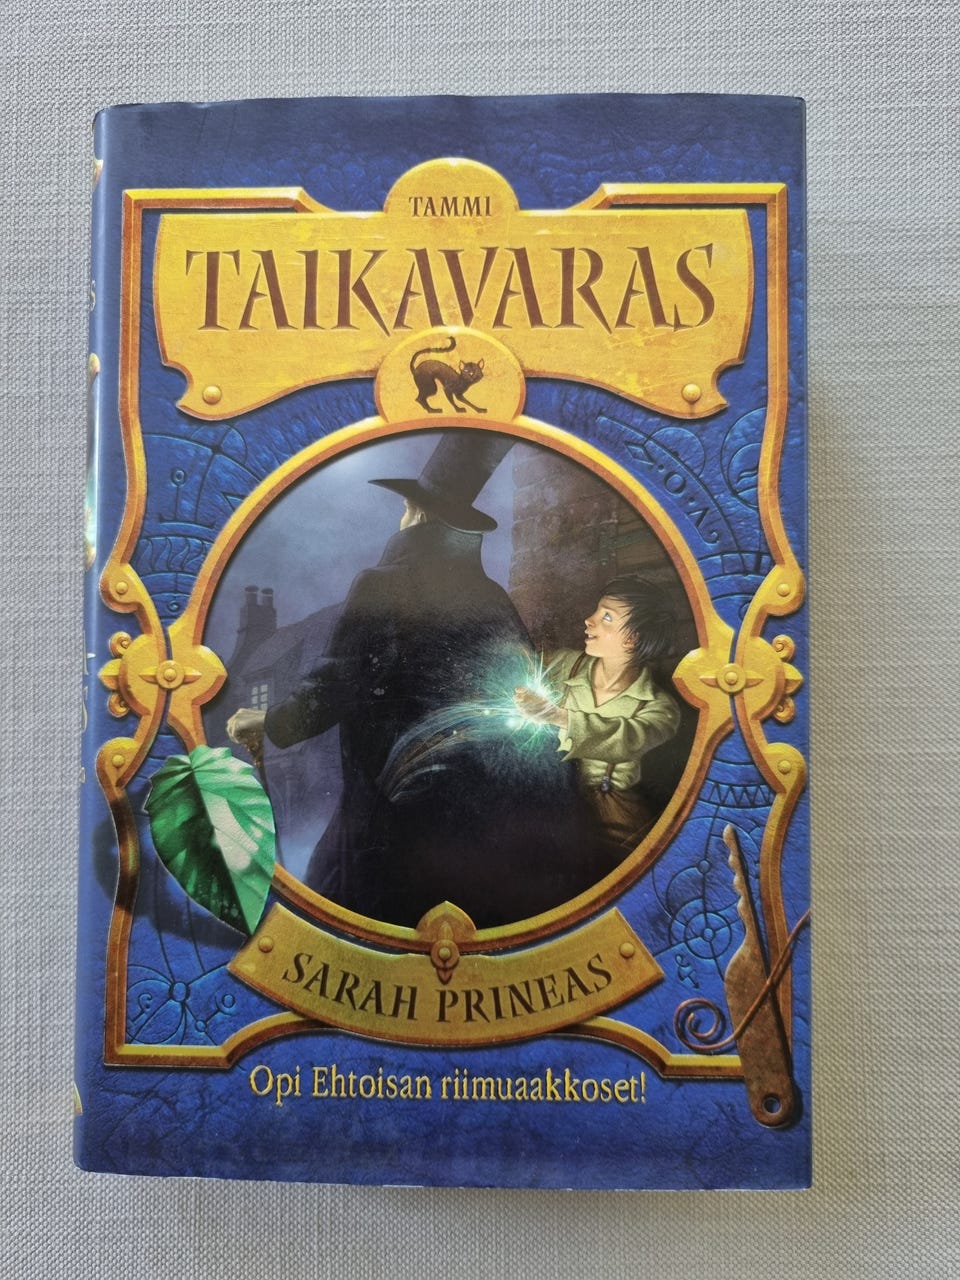 TAMMI
TAIKAVARAS
SARAH PRINEAS
Opi Ehtoisan riimuaakkoset!